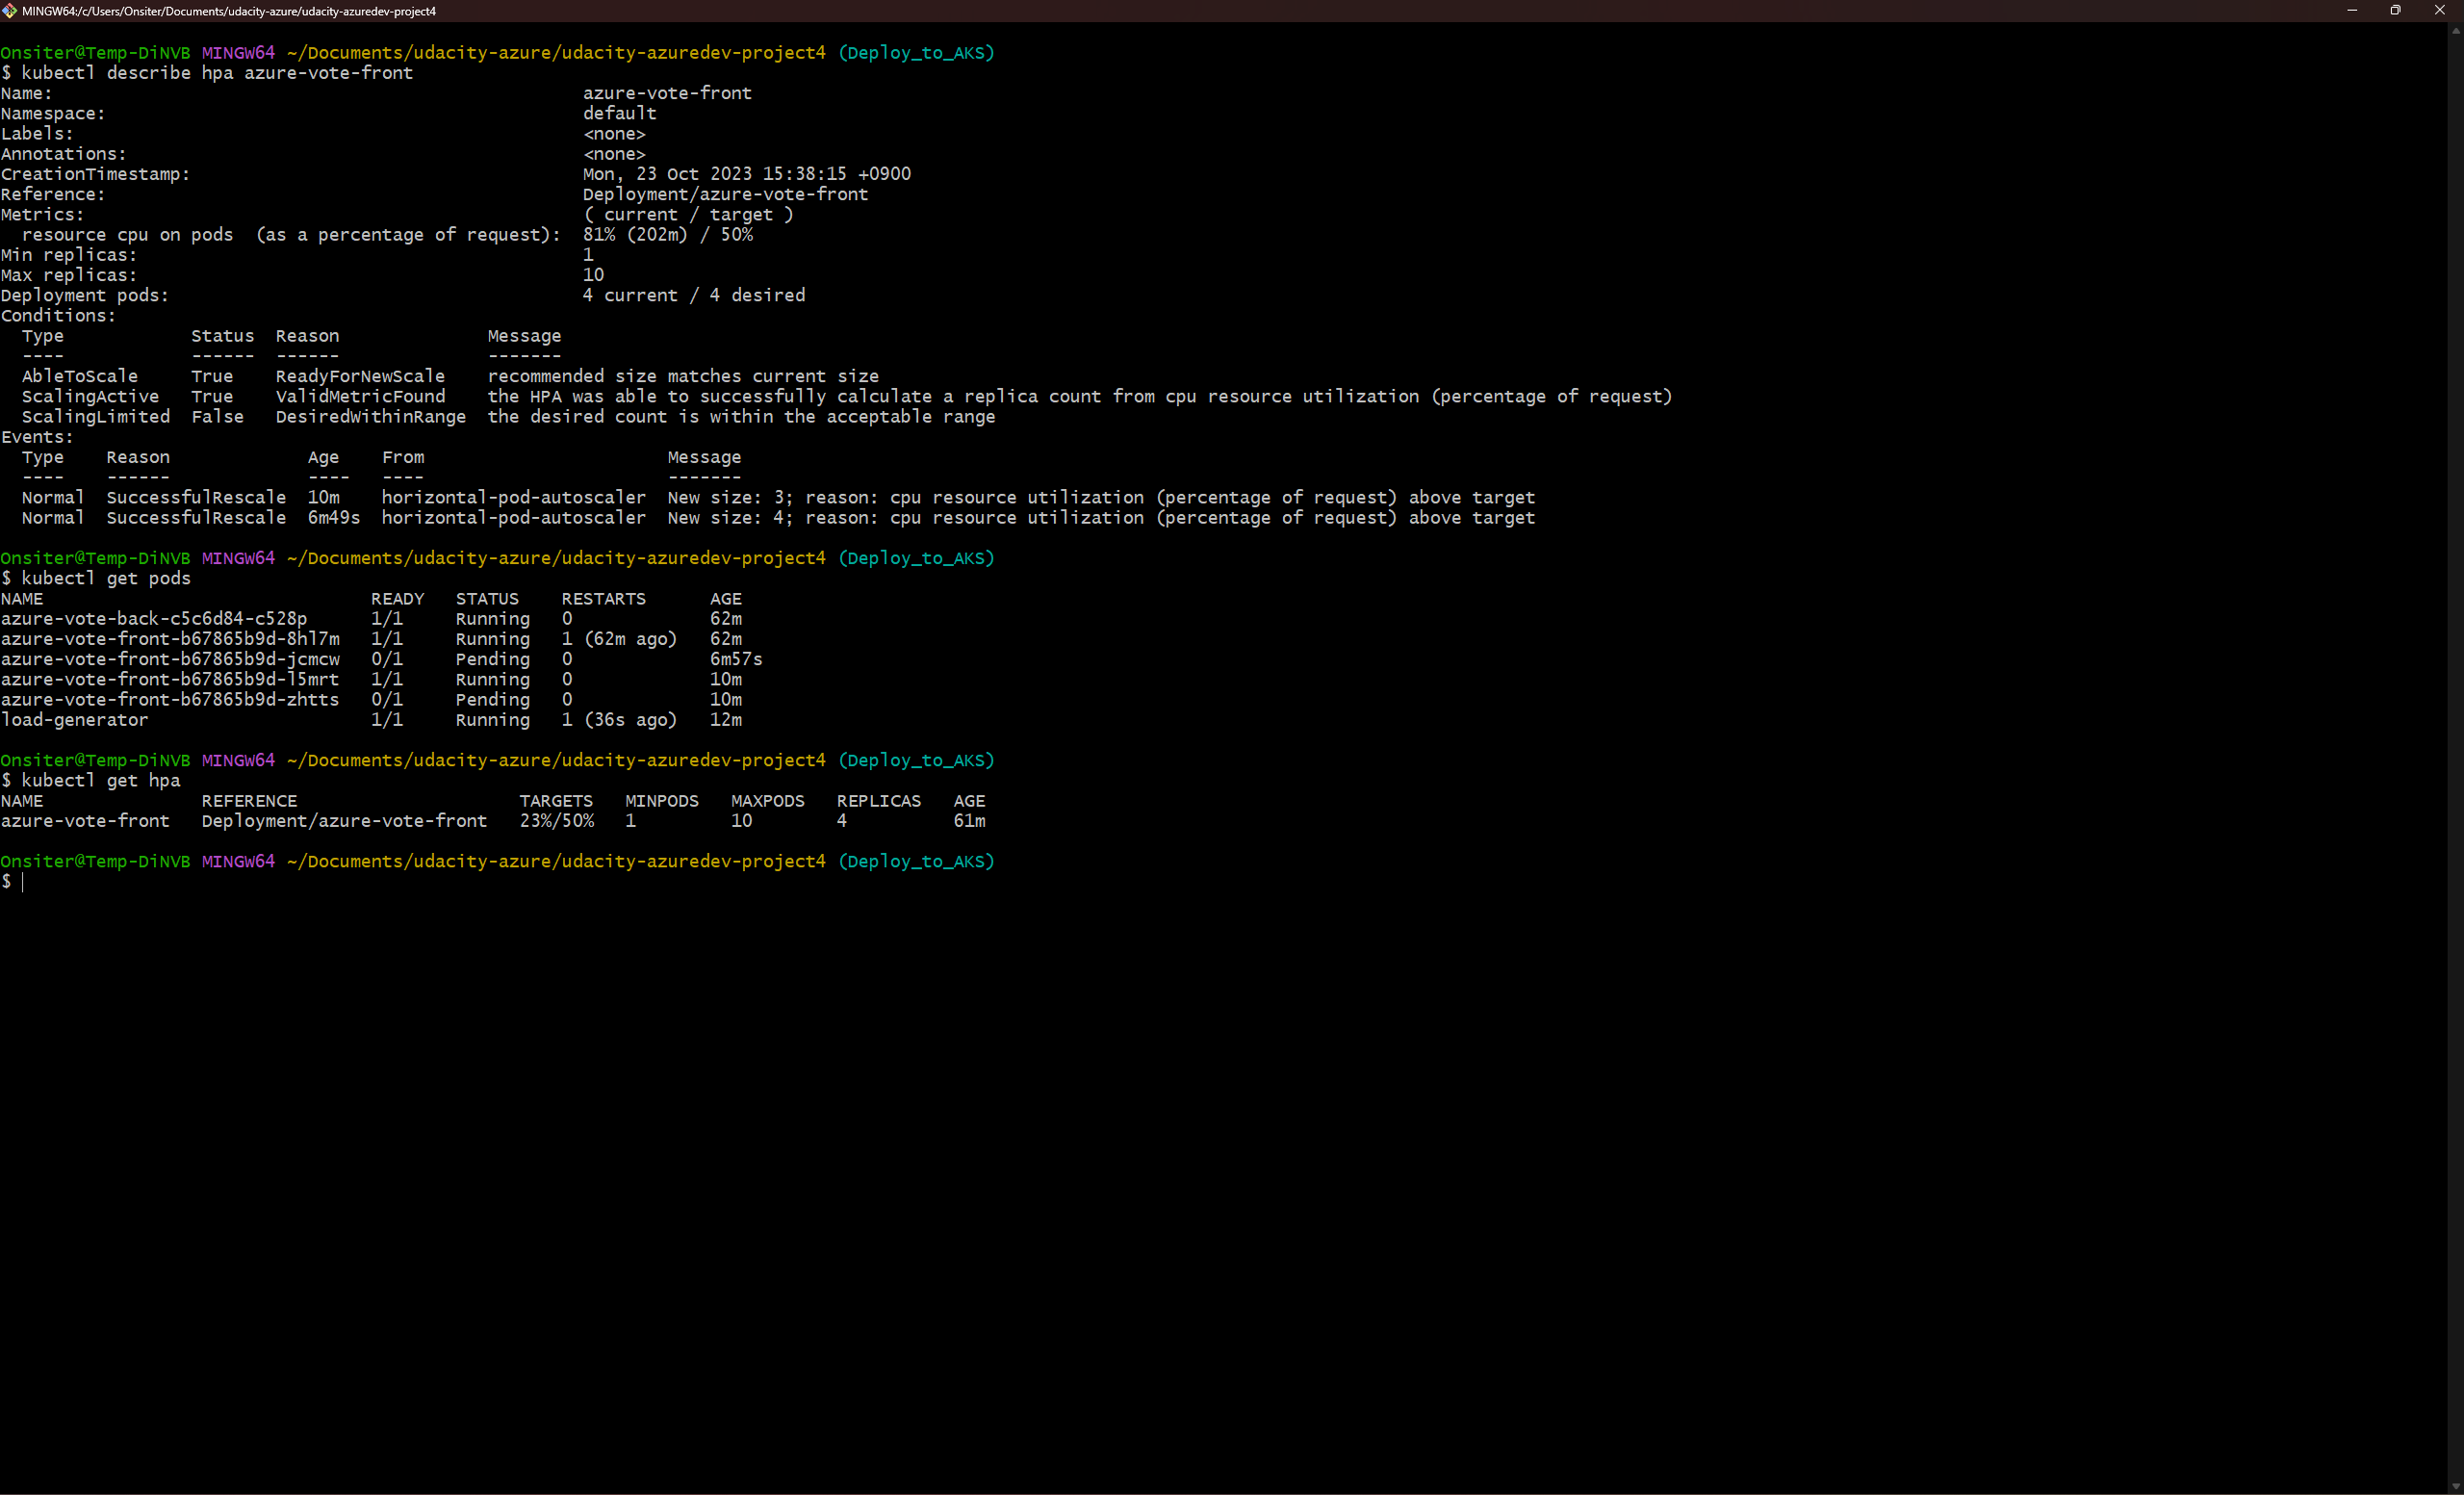 MINGW64:/c/Users/Onsiter/Documents/udacity-azure/udacity-azuredev-project4
Onsiter@Temp-DiNVB MINGW64 ~/Documents/udacity-azure/udacity-azuredev-project4 (Deploy_to_AKS)
$ kubectl describe hpa azure-vote-front
Name: azure-vote-front
Namespace: default
Labels: <none>
Annotations: <none>
CreationTimestamp: Mon, 23 Oct 2023 15:38:15 +0900
Reference: Deployment/azure-vote-front
Metrics: ( current / target )
resource cpu on pods (as a percentage of request): 81% (202m) / 50%
Min replicas: 1
Max replicas: 10
Deployment pods: 4 current / 4 desired
Conditions:
Type Status Reason Message
---- ------ ------ -------
AbleToScale True ReadyForNewScale recommended size matches current size
ScalingActive True ValidMetricFound the HPA was able to successfully calculate a replica count from cpu resource utilization (percentage of request)
ScalingLimited False DesiredWithinRange the desired count is within the acceptable range
Events:
Type Reason Age From Message
---- ------ ---- ---- -------
Normal SuccessfulRescale 10m horizontal-pod-autoscaler New size: 3; reason: cpu resource utilization (percentage of request) above target
Normal SuccessfulRescale 6m49s horizontal-pod-autoscaler New size: 4; reason: cpu resource utilization (percentage of request) above target
Onsiter@Temp-DiNVB MINGW64 ~/Documents/udacity-azure/udacity-azuredev-project4 (Deploy_to_AKS)
$ kubectl get pods
NAME READY STATUS RESTARTS AGE
azure-vote-back-c5c6d84-c528p 1/1 Running 0 62m
azure-vote-front-b67865b9d-8hl7m 1/1 Running 1 (62m ago) 62m
azure-vote-front-b67865b9d-jcmcw 0/1 Pending 0 6m57s
azure-vote-front-b67865b9d-l5mrt 1/1 Running 0 10m
azure-vote-front-b67865b9d-zhtts 0/1 Pending 0 10m
load-generator 1/1 Running 1 (36s ago) 12m
Onsiter@Temp-DiNVB MINGW64 ~/Documents/udacity-azure/udacity-azuredev-project4 (Deploy_to_AKS)
$ kubectl get hpa
NAME REFERENCE TARGETS MINPODS MAXPODS REPLICAS AGE
azure-vote-front Deployment/azure-vote-front 23%/50% 1 10 4 61m
Onsiter@Temp-DiNVB MINGW64 ~/Documents/udacity-azure/udacity-azuredev-project4 (Deploy_to_AKS)
$